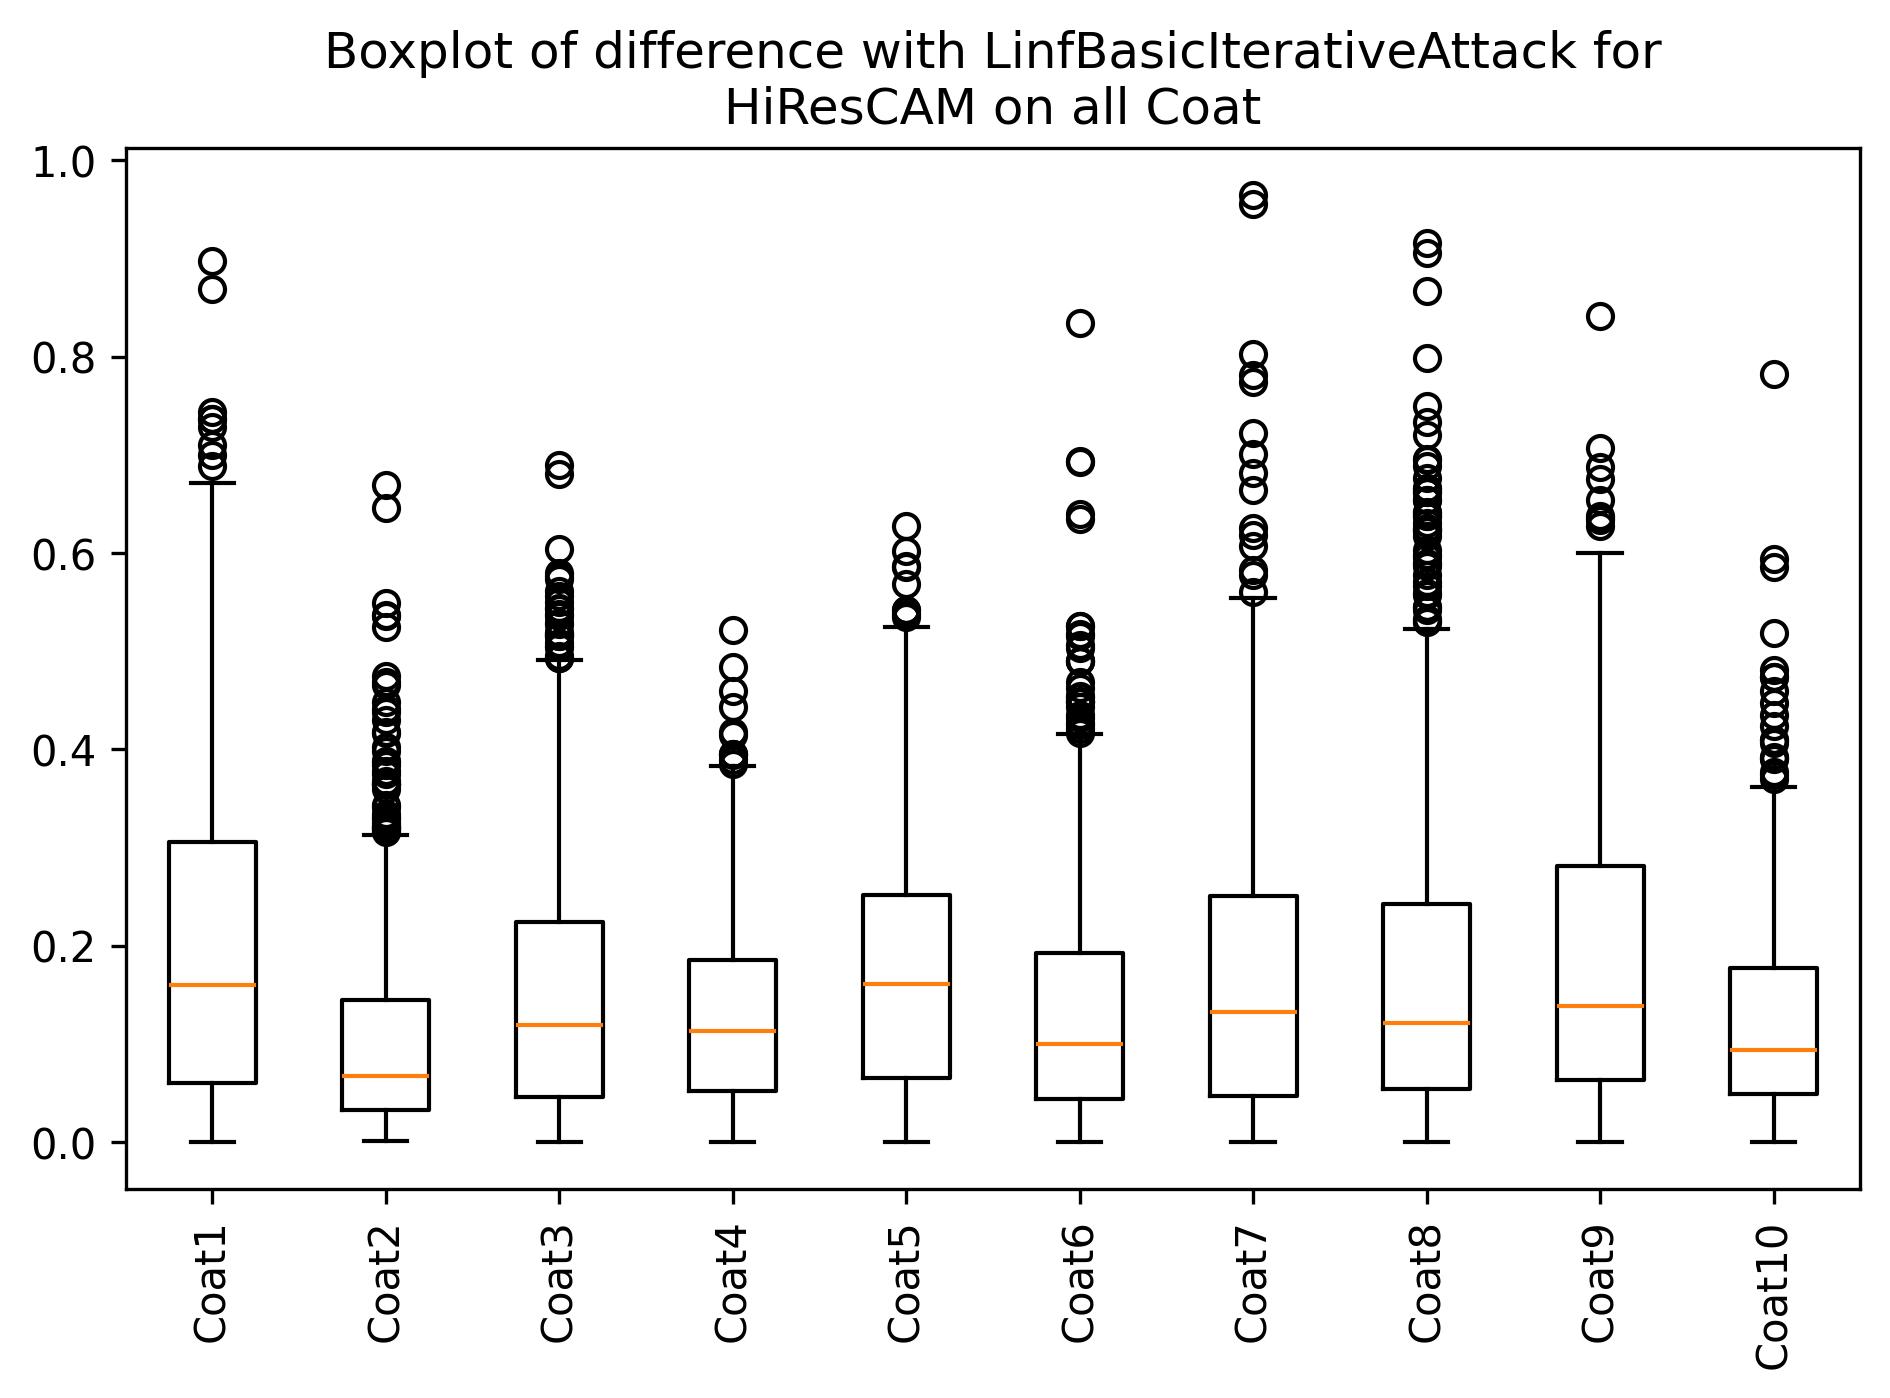 Boxplot of difference with LinfBasicIterativeAttack for
HiResCAM on all Coat
1.0
0.8
0.6
0.4
0.2
0.0
Coat1
Coat2
Coat3
Coat4
Coat5
Coat6
Coat7
Coat8
Coat9
Coat10